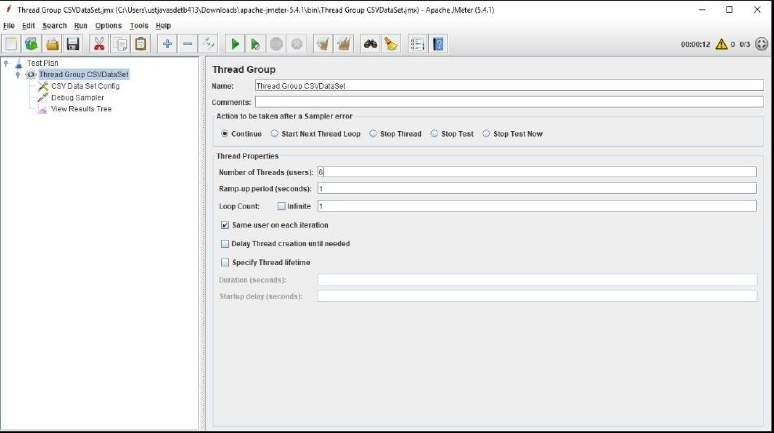 Thread Group CSVDataSet.jmx (C:\Users\ustjavasdetb413\Downloads\apache-jmeter-5.4.1\bin\Thread Group CSVDataSet.jmx) - Apache JMeter (5.4.1)
File Edit Search Run Options Tools Help
00:00:12 0 0/3
Test Plan
Thread Group CSVDataSet
CSV Data Set Config
Debug Sampler
View Results Tree
Thread Group
Name: Thread Group CSVDataSet
Comments:
Action to be taken after a Sampler error
Continue Start Next Thread Loop Stop Thread Stop Test Stop Test Now
Thread Properties
Number of Threads (users): 6
Ramp-up period (seconds): 1
Loop Count: Infinite 1
Same user on each iteration
Delay Thread creation until needed
Specify Thread lifetime
Duration (seconds):
Startup delay (seconds):